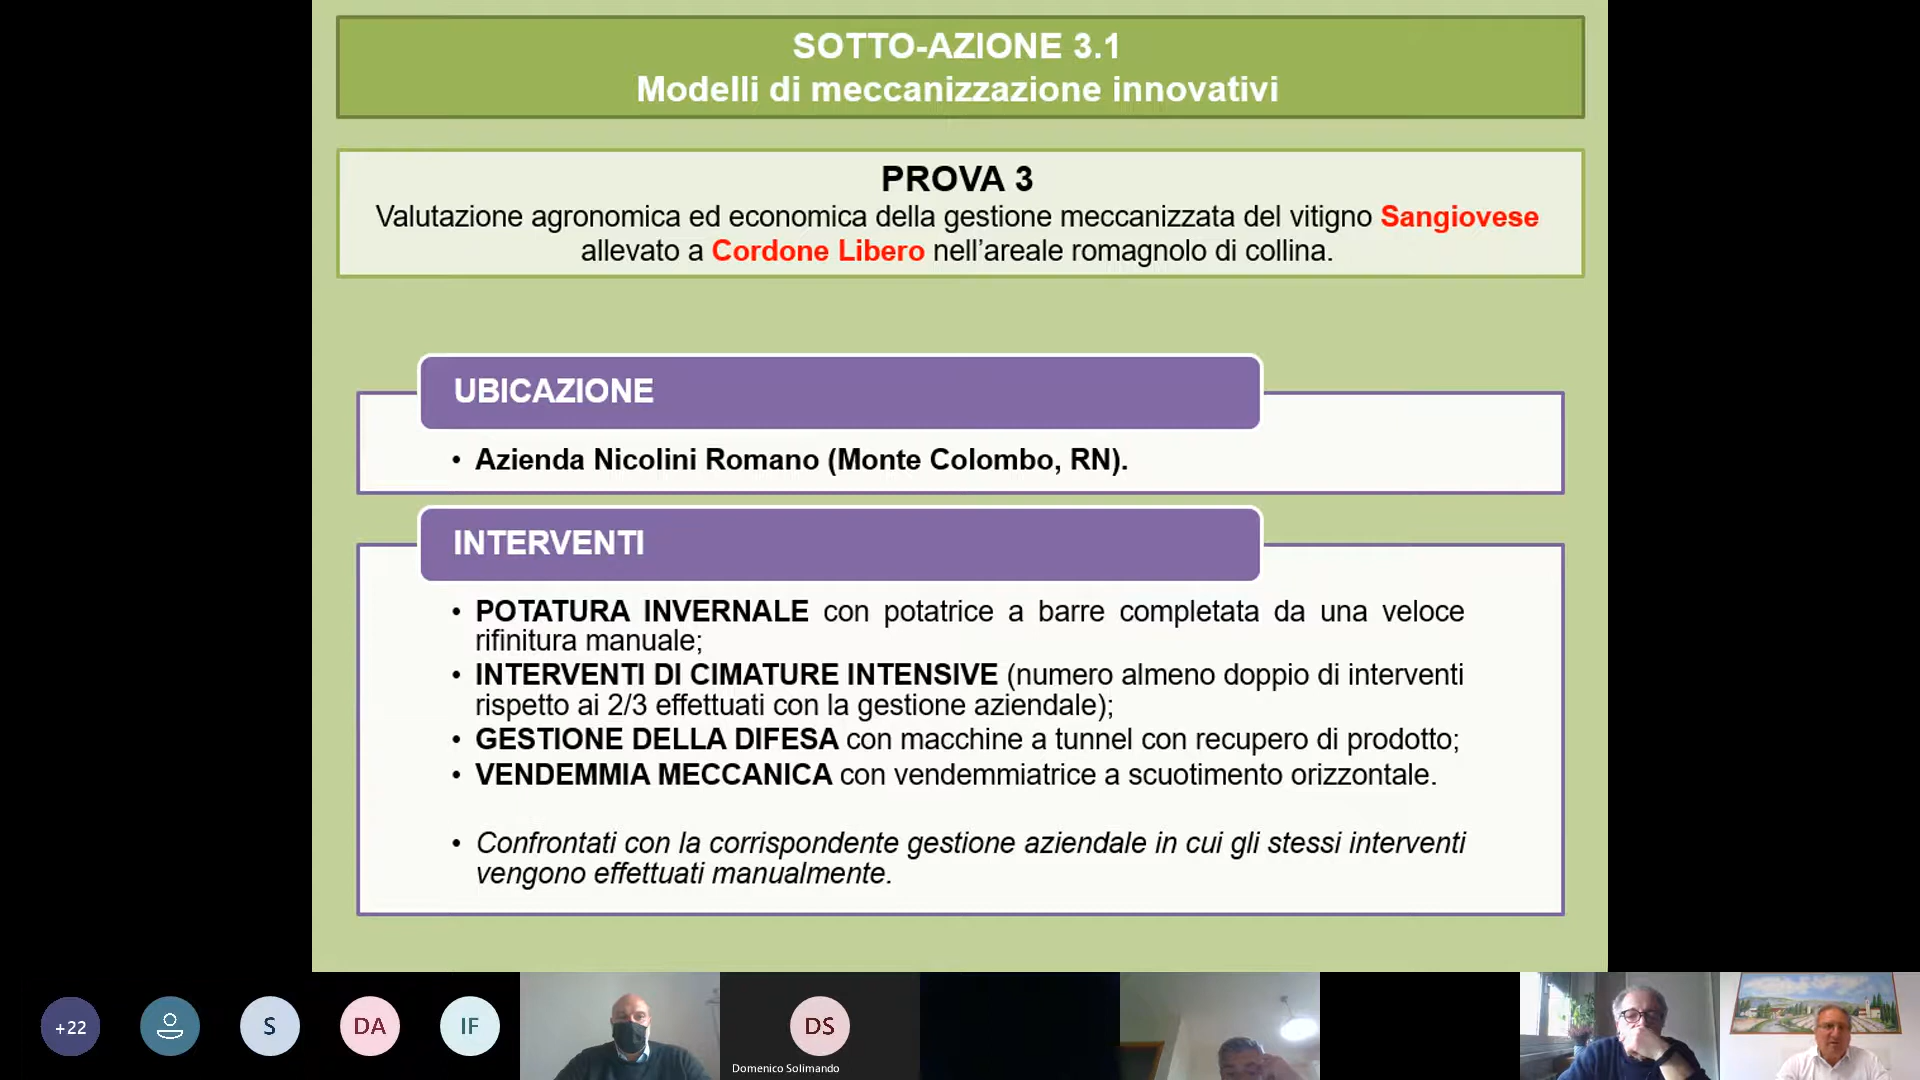 SOTTO-AZIONE 3.1
Modelli di meccanizzazione innovativi
PROVA 3
Valutazione agronomica ed economica della gestione meccanizzata del vitigno Sangiovese
allevato a Cordone Libero nell’areale romagnolo di collina.
UBICAZIONE
• Azienda Nicolini Romano (Monte Colombo, RN).
INTERVENTI
• POTATURA INVERNALE con potatrice a barre completata da una veloce
rifinitura manuale;
• INTERVENTI DI CIMATURE INTENSIVE (numero almeno doppio di interventi
rispetto ai 2/3 effettuati con la gestione aziendale);
• GESTIONE DELLA DIFESA con macchine a tunnel con recupero di prodotto;
• VENDEMMIA MECCANICA con vendemmiatrice a scuotimento orizzontale.
• Confrontati con la corrispondente gestione aziendale in cui gli stessi interventi
vengono effettuati manualmente.
+22
S
DA
IF
DS
Domenico Solimando